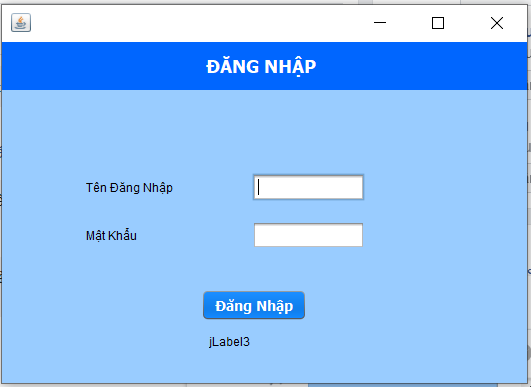 ĐĂNG NHẬP
Tên Đăng Nhập
Mật Khẩu
Đăng Nhập
jLabel3